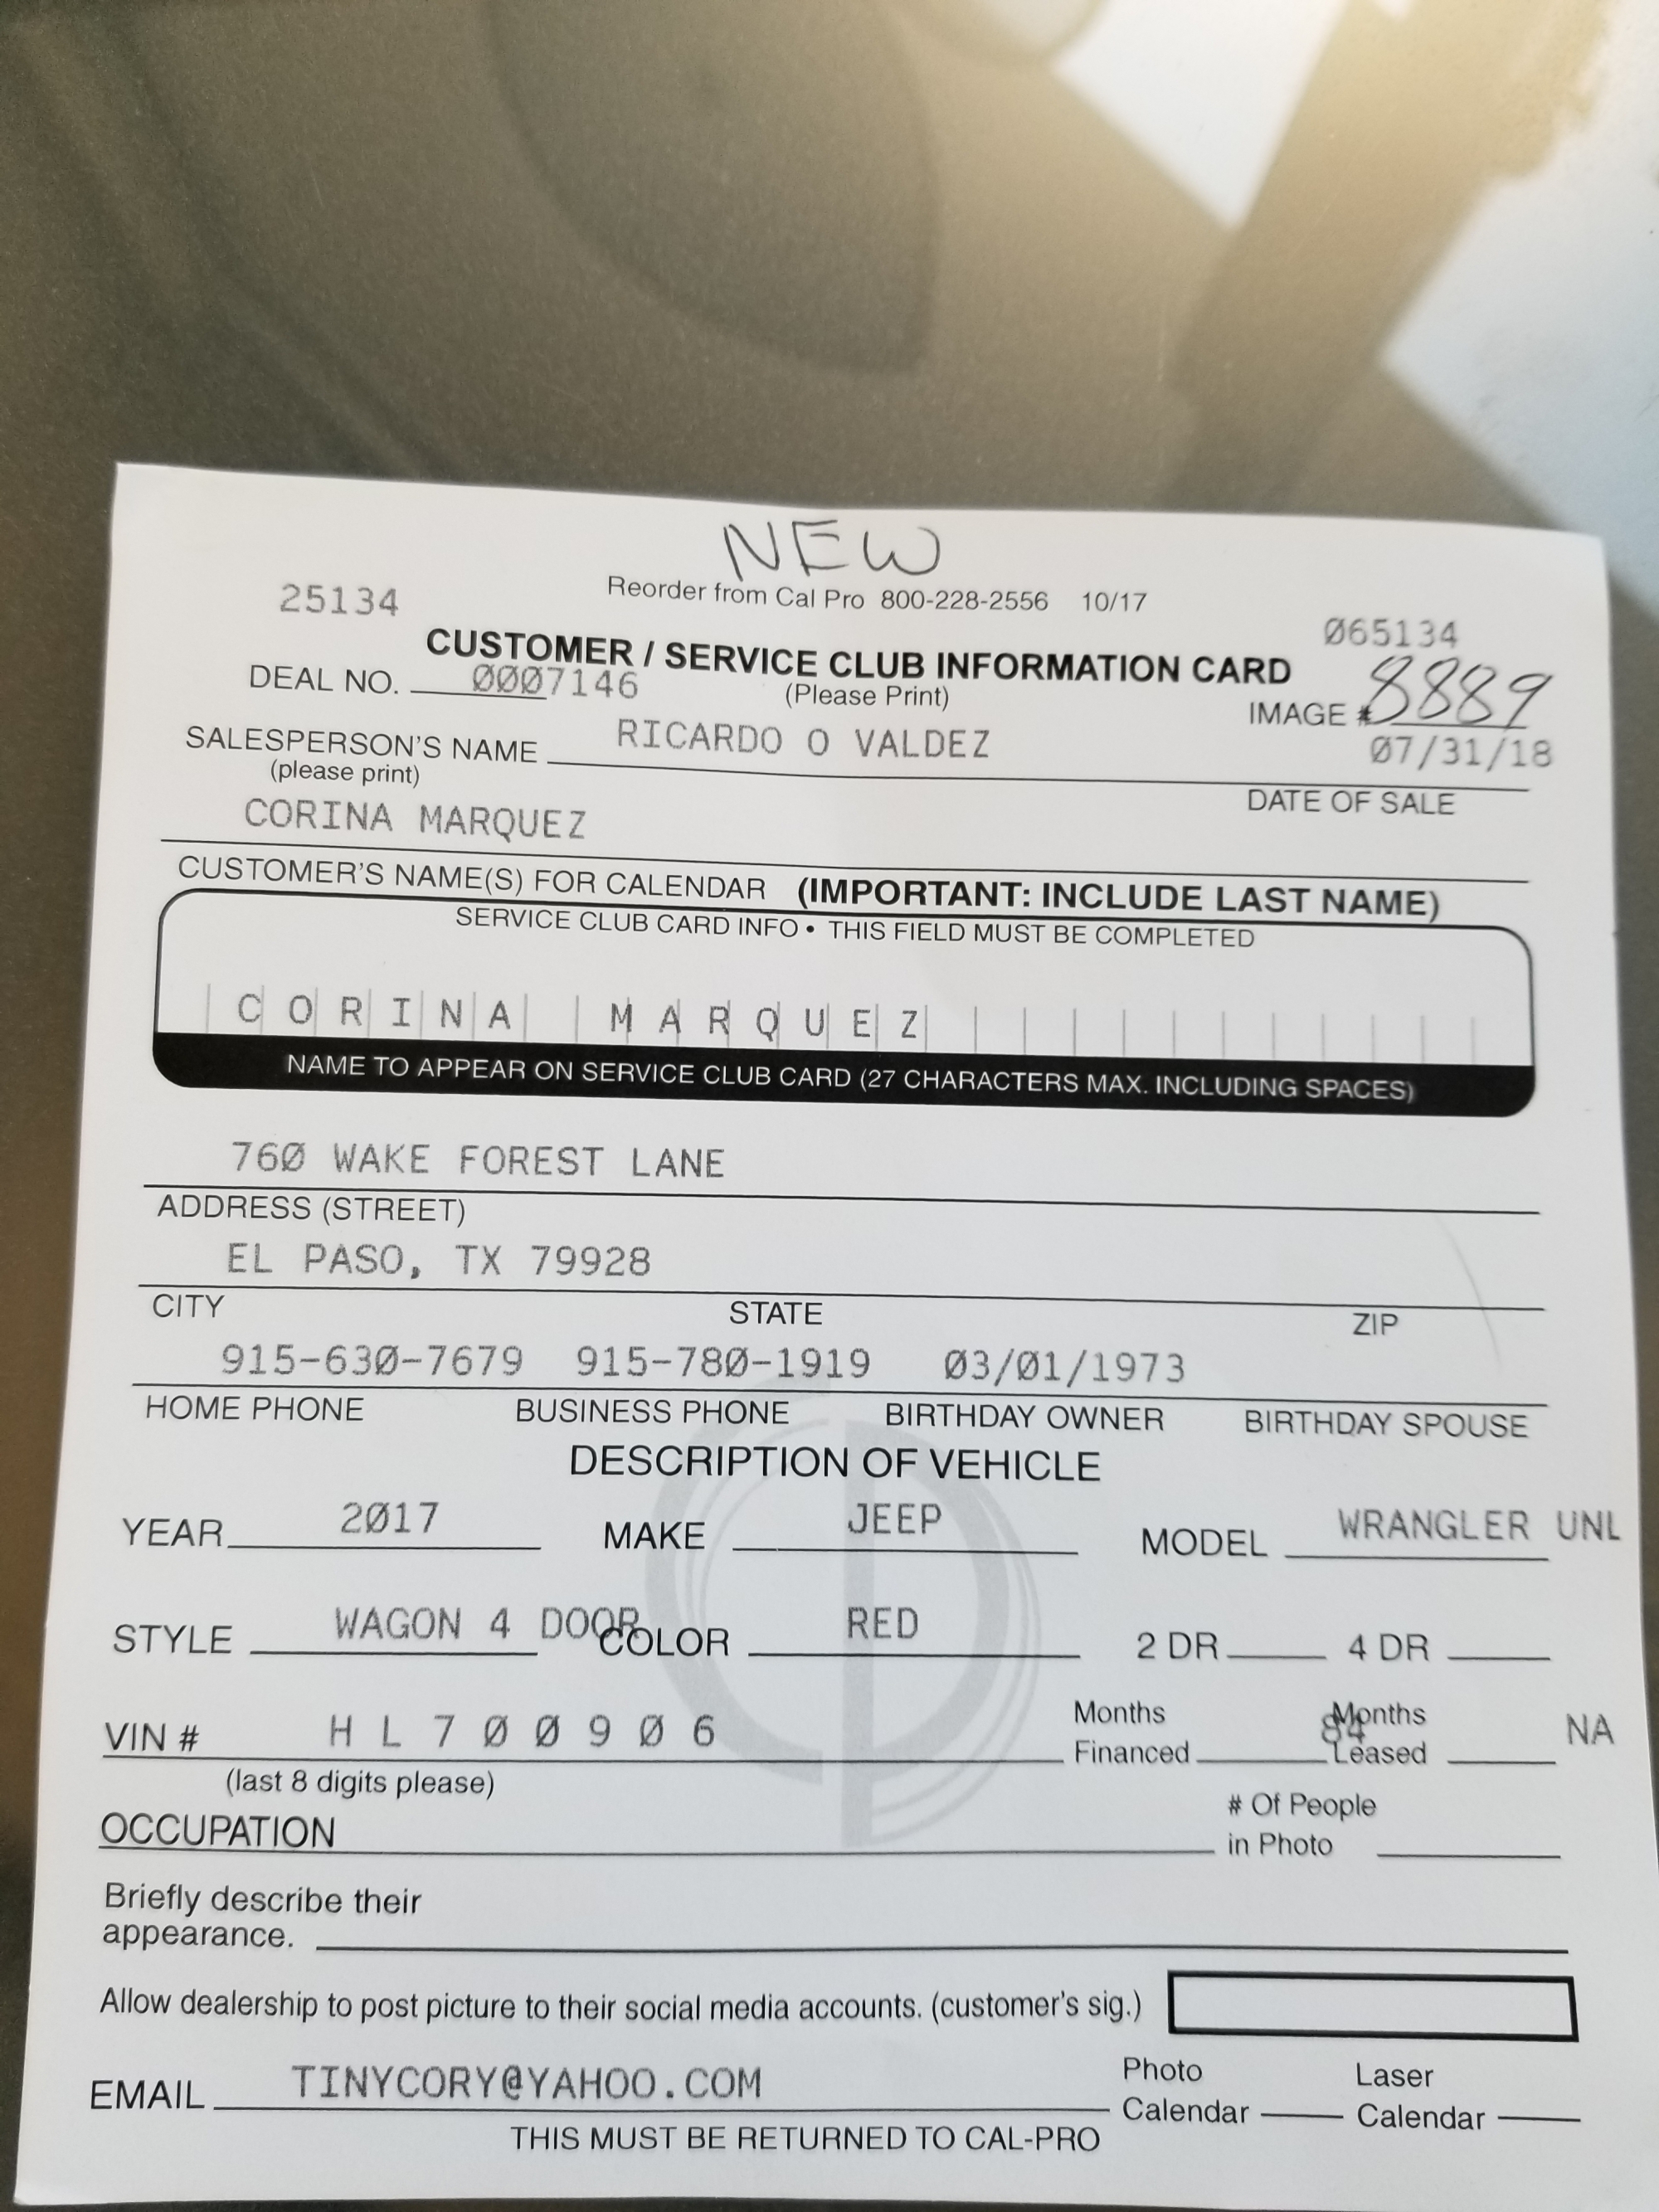 NEW
Reorder from Cal Pro 800-228-2556 10/17
25134
Ø65134
CUSTOMER / SERVICE CLUB INFORMATION CARD
DEAL NO. ØØØ7146
(Please Print)
IMAGE # 8889
SALESPERSON'S NAME RICARDO O VALDEZ
(please print)
Ø7/31/18
DATE OF SALE
CORINA MARQUEZ
CUSTOMER'S NAME(S) FOR CALENDAR (IMPORTANT: INCLUDE LAST NAME)
SERVICE CLUB CARD INFO • THIS FIELD MUST BE COMPLETED
C O R I N A M A R Q U E Z
NAME TO APPEAR ON SERVICE CLUB CARD (27 CHARACTERS MAX. INCLUDING SPACES)
76Ø WAKE FOREST LANE
ADDRESS (STREET)
EL PASO, TX 79928
CITY STATE ZIP
915-63Ø-7679 915-78Ø-1919 Ø3/Ø1/1973
HOME PHONE BUSINESS PHONE BIRTHDAY OWNER BIRTHDAY SPOUSE
DESCRIPTION OF VEHICLE
YEAR 2Ø17 MAKE JEEP MODEL WRANGLER UNL
STYLE WAGON 4 DOOR COLOR RED 2 DR 4 DR
VIN # H L 7 Ø Ø 9 Ø 6 Months Financed 84 Months Leased NA
(last 8 digits please)
OCCUPATION # Of People in Photo
Briefly describe their
appearance.
Allow dealership to post picture to their social media accounts. (customer's sig.)
EMAIL TINYCORY@YAHOO.COM Photo Calendar Laser Calendar
THIS MUST BE RETURNED TO CAL-PRO